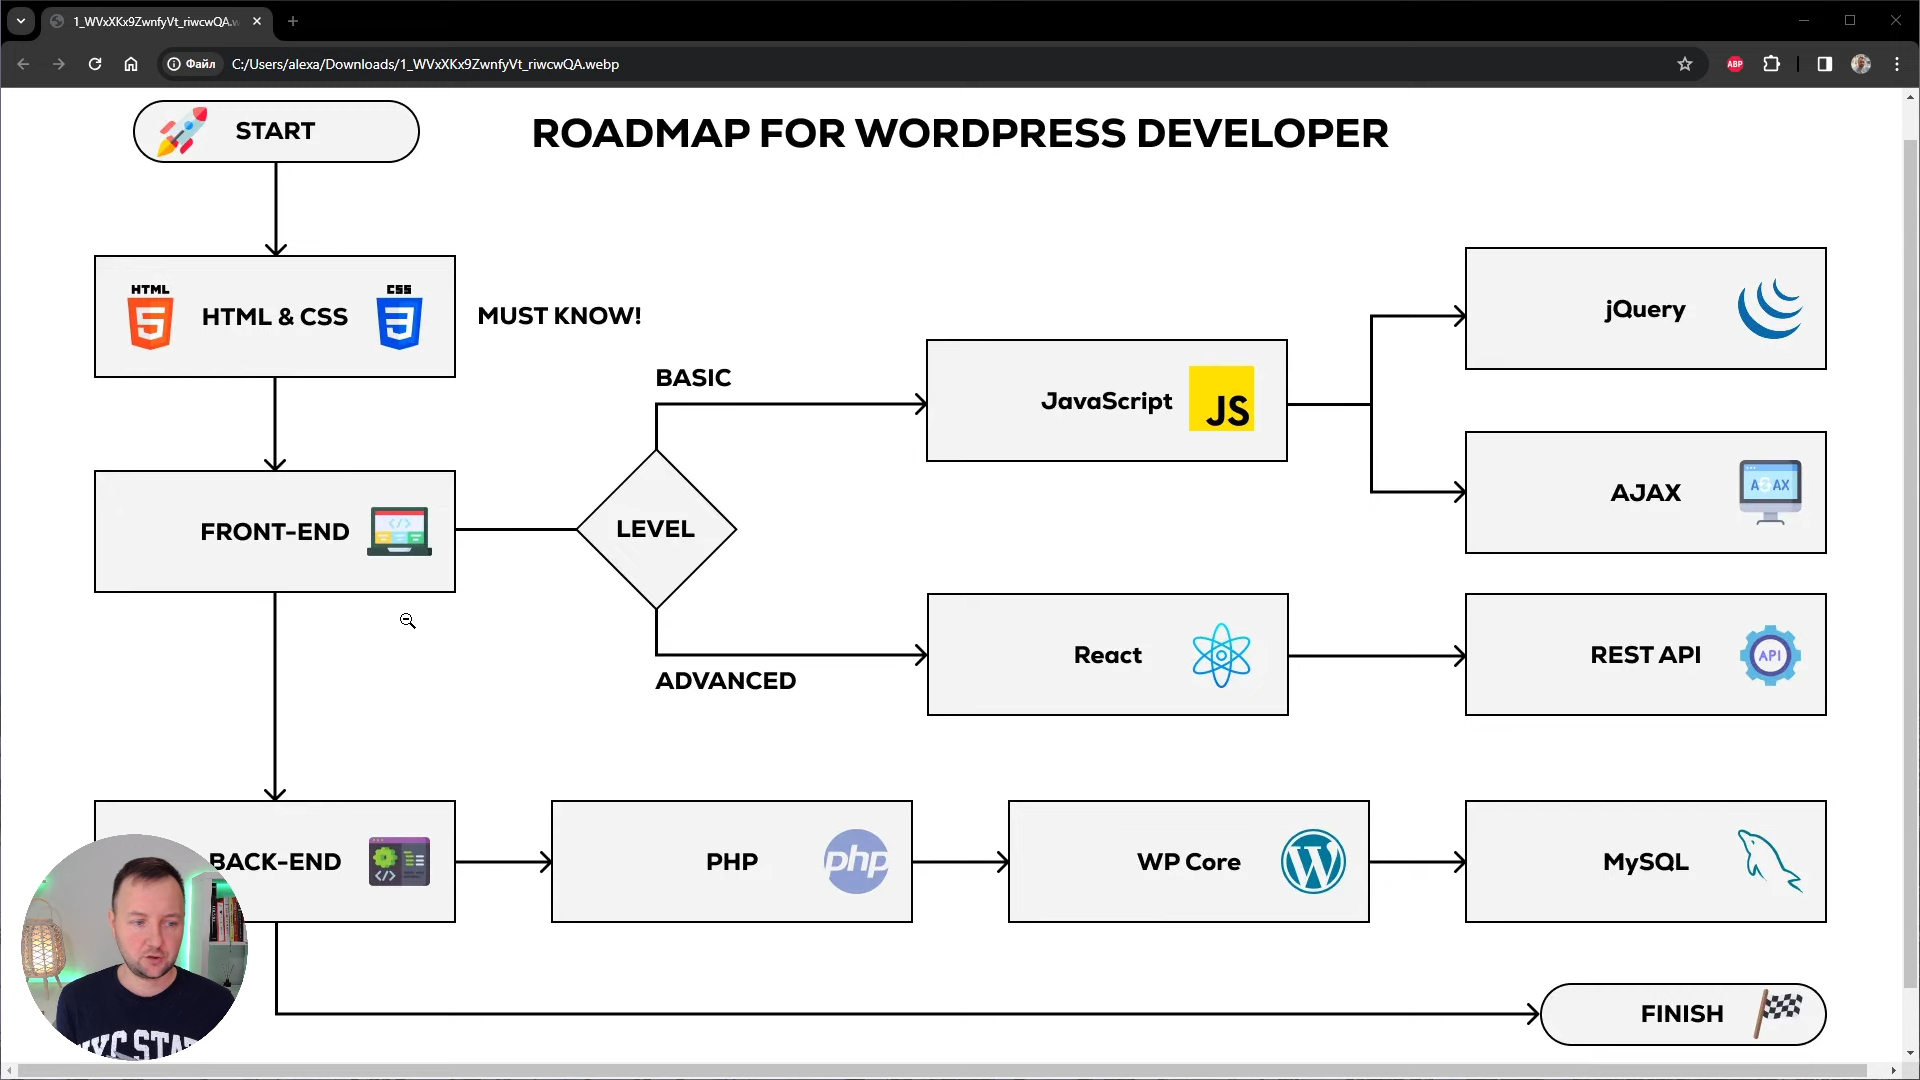 1_WVxXKx9ZwnfyVt_riwcwQA.w
Файл
C:/Users/alexa/Downloads/1_WVxXKx9ZwnfyVt_riwcwQA.webp
ABP
START
ROADMAP FOR WORDPRESS DEVELOPER
HTML
HTML & CSS
CSS
MUST KNOW!
jQuery
BASIC
JavaScript
JS
AJAX
FRONT-END
</>
LEVEL
React
REST API
API
ADVANCED
BACK-END
</>
PHP
php
WP Core
W
MySQL
FINISH